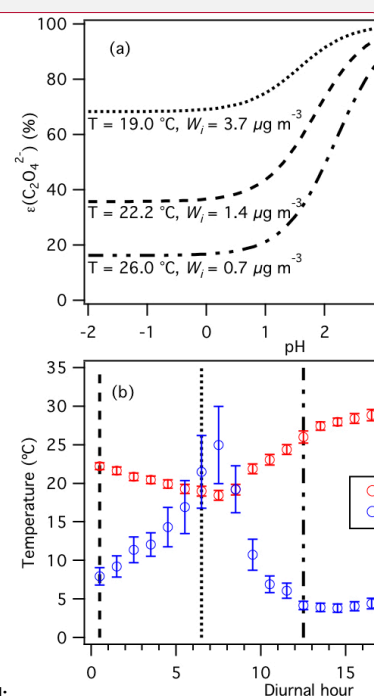 100
(a)
80
60
T = 19.0 °C, Wi = 3.7 µg m-3
40
T = 22.2 °C, Wi = 1.4 µg m-3
20
T = 26.0 °C, Wi = 0.7 µg m-3
0
ε(C2O4 2-) (%)
-2 -1 0 1 2
pH
35
(b)
30
25
20
15
10
5
0
Temperature (°C)
0 5 10 15
Diurnal hour